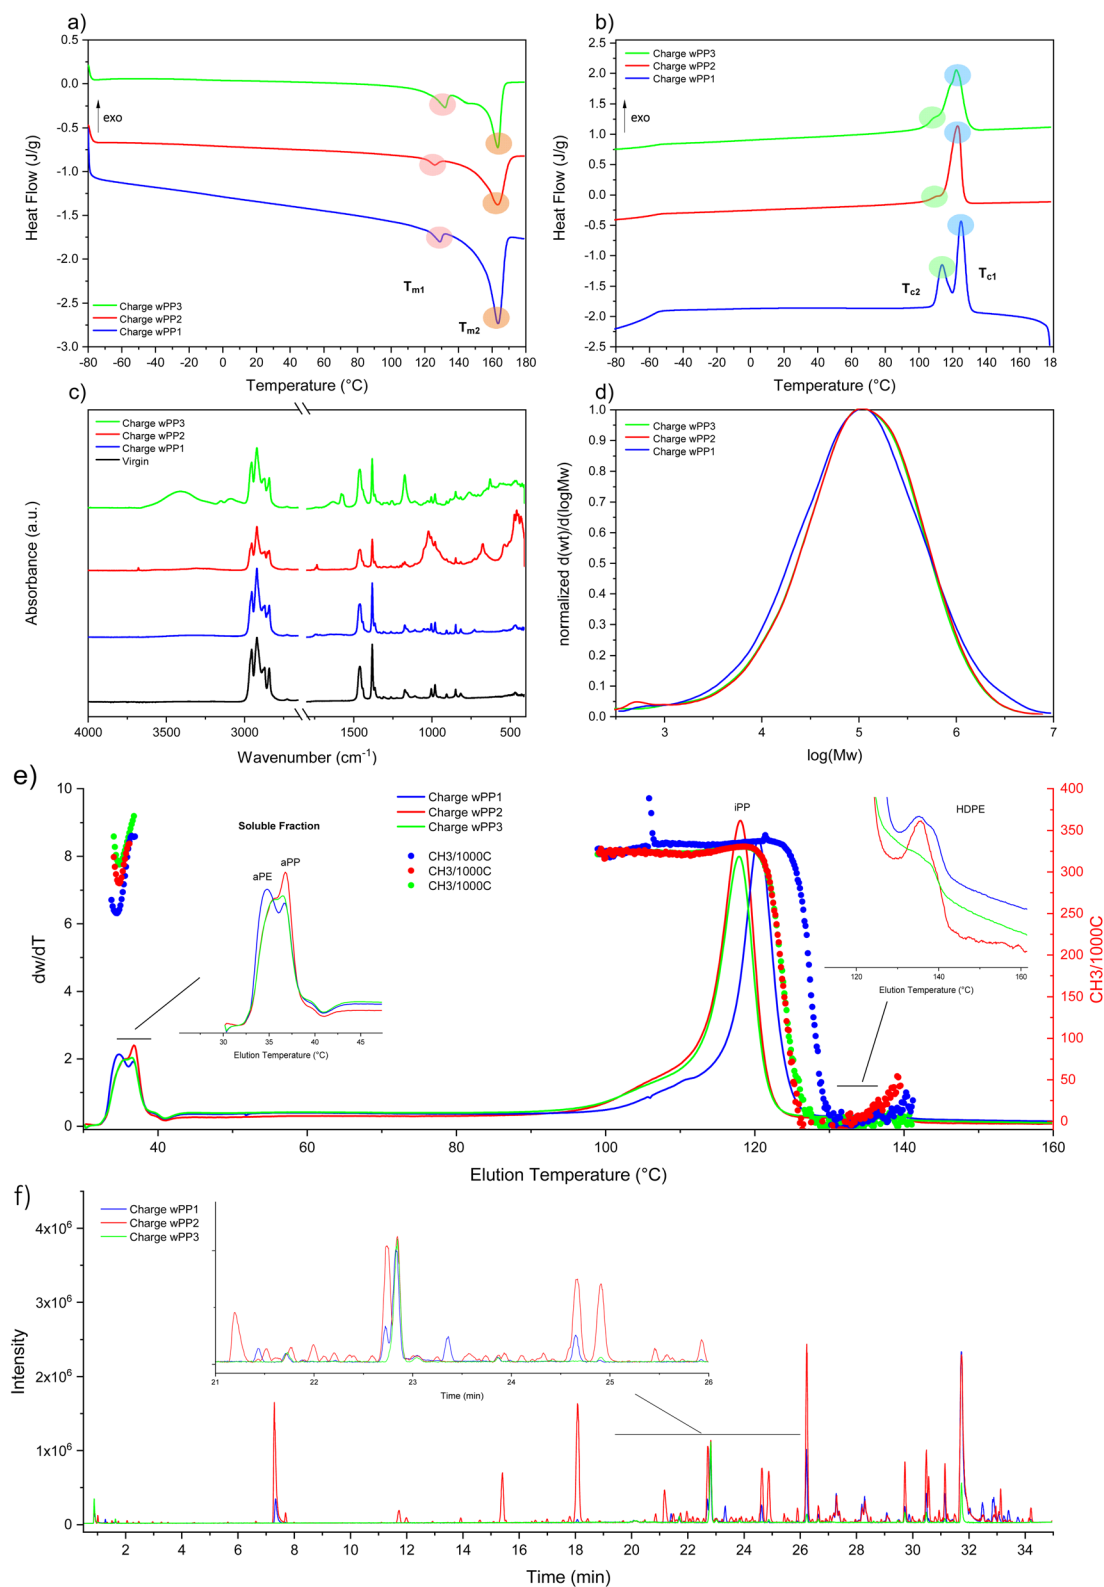 a)
0.5
0.0
-0.5
-1.0
-1.5
-2.0
-2.5
-3.0
Heat Flow (J/g)
exo
Tm1
Tm2
Charge wPP3
Charge wPP2
Charge wPP1
-80 -60 -40 -20 0 20 40 60 80 100 120 140 160 180
Temperature (°C)
b)
2.5
2.0
1.5
1.0
0.5
0.0
-0.5
-1.0
-1.5
-2.0
-2.5
Heat Flow (J/g)
Charge wPP3
Charge wPP2
Charge wPP1
exo
Tc2
Tc1
-80 -60 -40 -20 0 20 40 60 80 100 120 140 160 180
Temperature (°C)
c)
Charge wPP3
Charge wPP2
Charge wPP1
Virgin
Absorbance (a.u.)
4000 3000 1500 1000 500
Wavenumber (cm-1)
d)
1.0
0.9
0.8
0.7
0.6
0.5
0.4
0.3
0.2
0.1
0.0
normalized d(wt)/d(logMw)
Charge wPP3
Charge wPP2
Charge wPP1
3 4 5 6 7
log(Mw)
e)
10
8
6
4
2
0
dw/dT
Charge wPP1
Charge wPP2
Charge wPP3
CH3/1000C
CH3/1000C
CH3/1000C
Soluble Fraction
aPE
aPP
30 35 40 45
Elution Temperature (°C)
iPP
HDPE
120 140 160
Elution Temperature (°C)
400
350
300
250
200
150
100
50
0
CH3/1000C
40 60 80 100 120 140 160
Elution Temperature (°C)
f)
Charge wPP1
Charge wPP2
Charge wPP3
4x10^6
3x10^6
2x10^6
1x10^6
0
Intensity
21 22 23 24 25 26
Time (min)
2 4 6 8 10 12 14 16 18 20 22 24 26 28 30 32 34
Time (min)